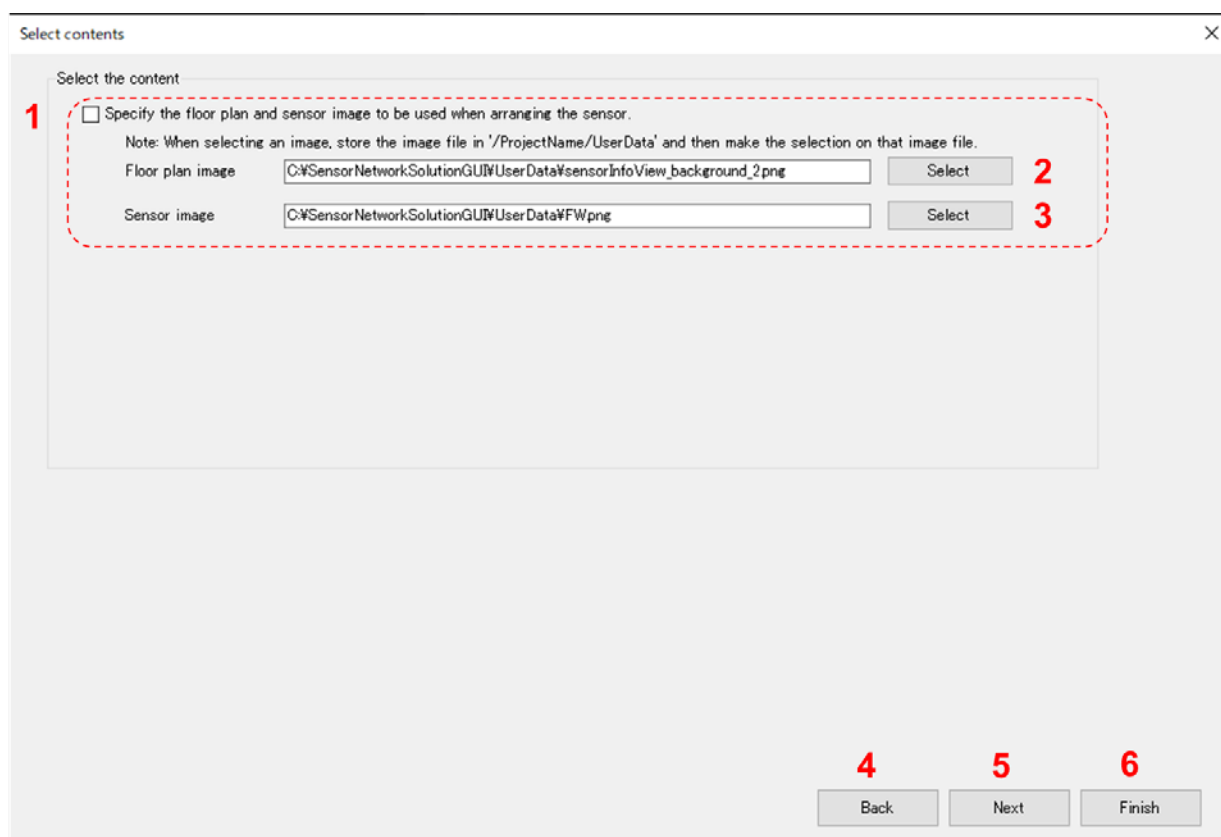 Select contents
Select the content
1
Specify the floor plan and sensor image to be used when arranging the sensor.
Note: When selecting an image, store the image file in '/ProjectName/UserData' and then make the selection on that image file.
Floor plan image C:¥SensorNetworkSolutionGUI¥UserData¥sensorInfoView_background_2.png Select 2
Sensor image C:¥SensorNetworkSolutionGUI¥UserData¥FW.png Select 3
4 5 6
Back Next Finish